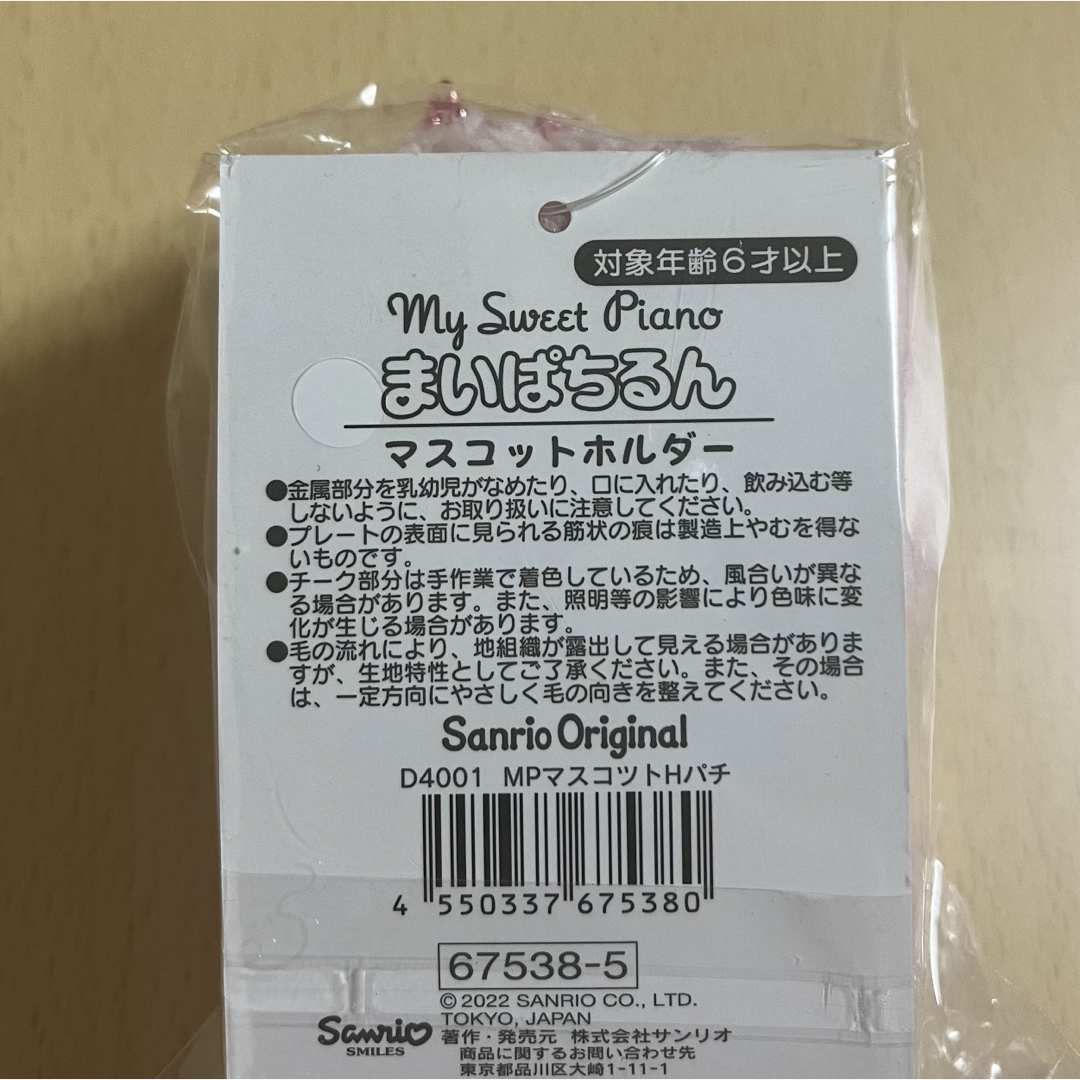 対象年齢6才以上
My Sweet Piano
まいぱちるん
マスコットホルダー
●金属部分を乳幼児がなめたり、口に入れたり、飲み込む等
しないように、お取り扱いに注意してください。
●プレートの表面に見られる筋状の痕は製造上やむを得な
いものです。
●チーク部分は手作業で着色しているため、風合いが異な
る場合があります。また、照明等の影響により色味に変
化が生じる場合があります。
●毛の流れにより、地組織が露出して見える場合がありま
すが、生地特性としてご了承ください。また、その場合
は、一定方向にやさしく毛の向きを整えてください。
Sanrio Original
D4001 MPマスコツトHパチ
4 550337 675380
67538-5
© 2022 SANRIO CO., LTD.
TOKYO, JAPAN
Sanrio
SMILES
著作・発売元 株式会社サンリオ
商品に関するお問い合わせ先
東京都品川区大崎1-11-1